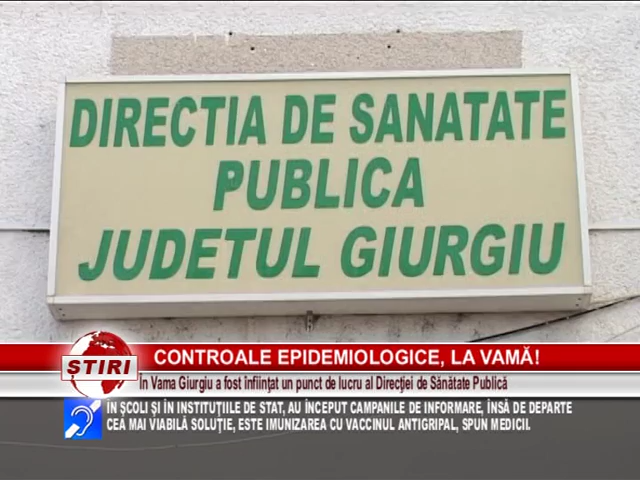 DIRECTIA DE SANATATE
PUBLICA
JUDETUL GIURGIU
ȘTIRI
CONTROALE EPIDEMIOLOGICE, LA VAMĂ!
În Vama Giurgiu a fost înființat un punct de lucru al Direcției de Sănătate Publică
ÎN ȘCOLI ȘI ÎN INSTITUȚIILE DE STAT, AU ÎNCEPUT CAMPANIILE DE INFORMARE, ÎNSĂ DE DEPARTE
CEA MAI VIABILĂ SOLUȚIE, ESTE IMUNIZAREA CU VACCINUL ANTIGRIPAL, SPUN MEDICII.